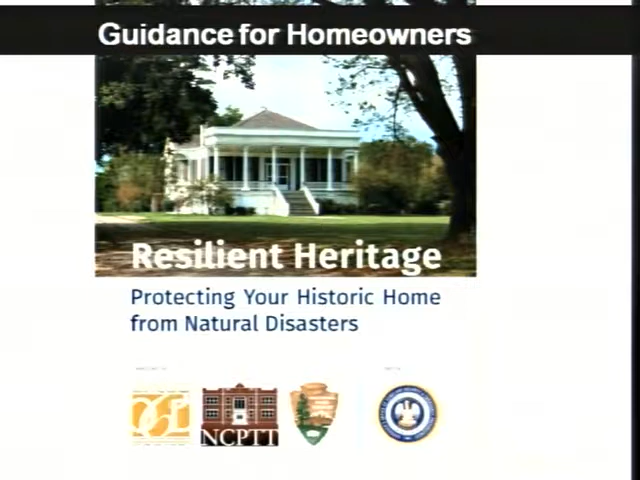 Guidance for Homeowners
Resilient Heritage
Protecting Your Historic Home
from Natural Disasters
NCPTT